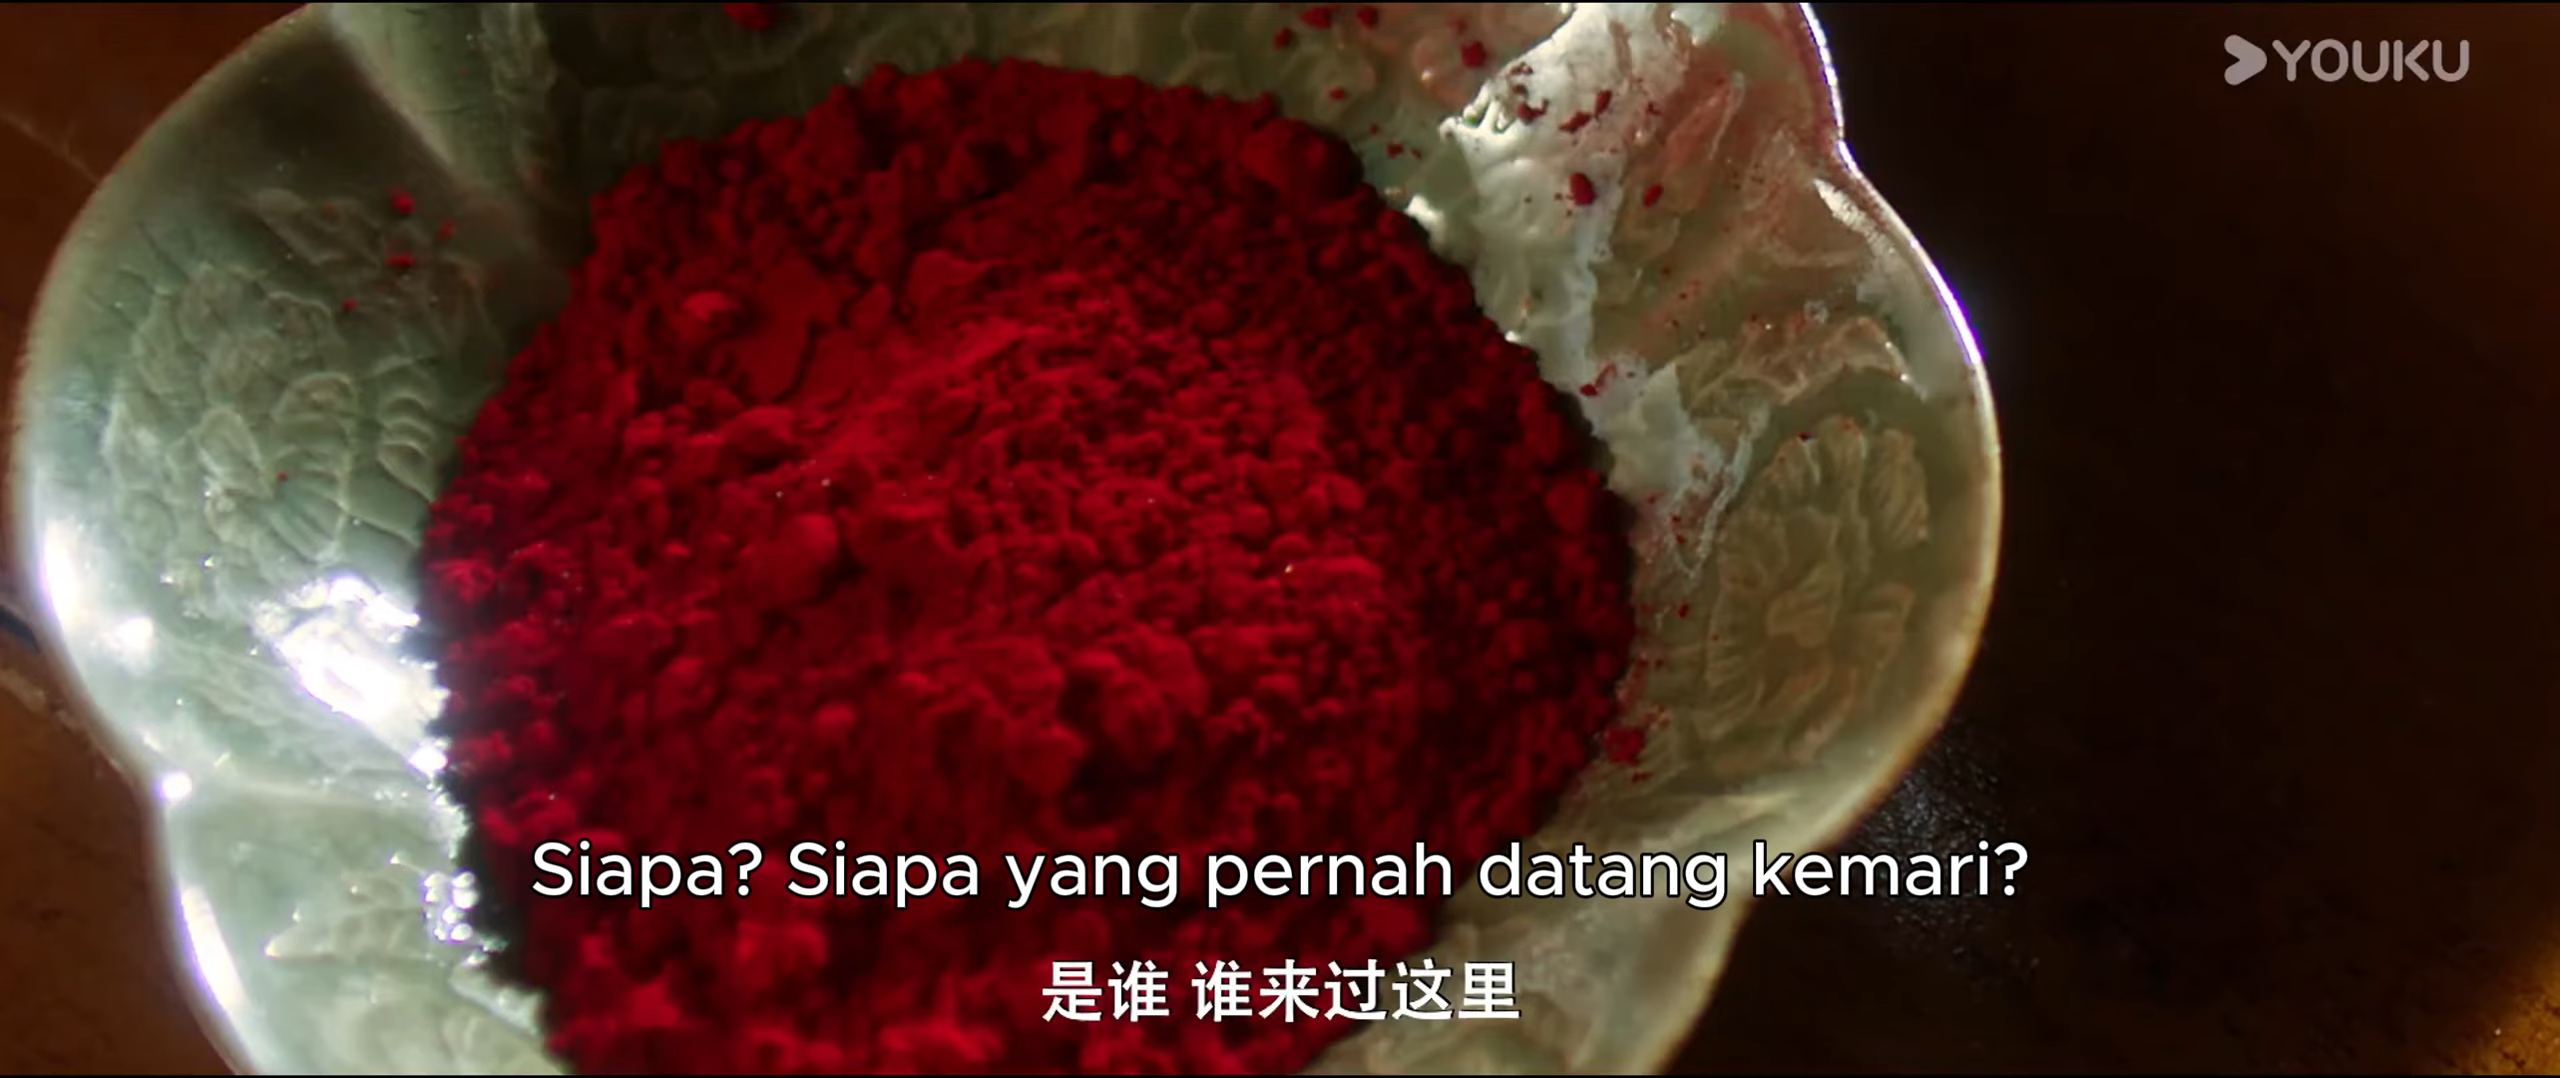 YOUKU
Siapa? Siapa yang pernah datang kemari?
是谁 谁来过这里